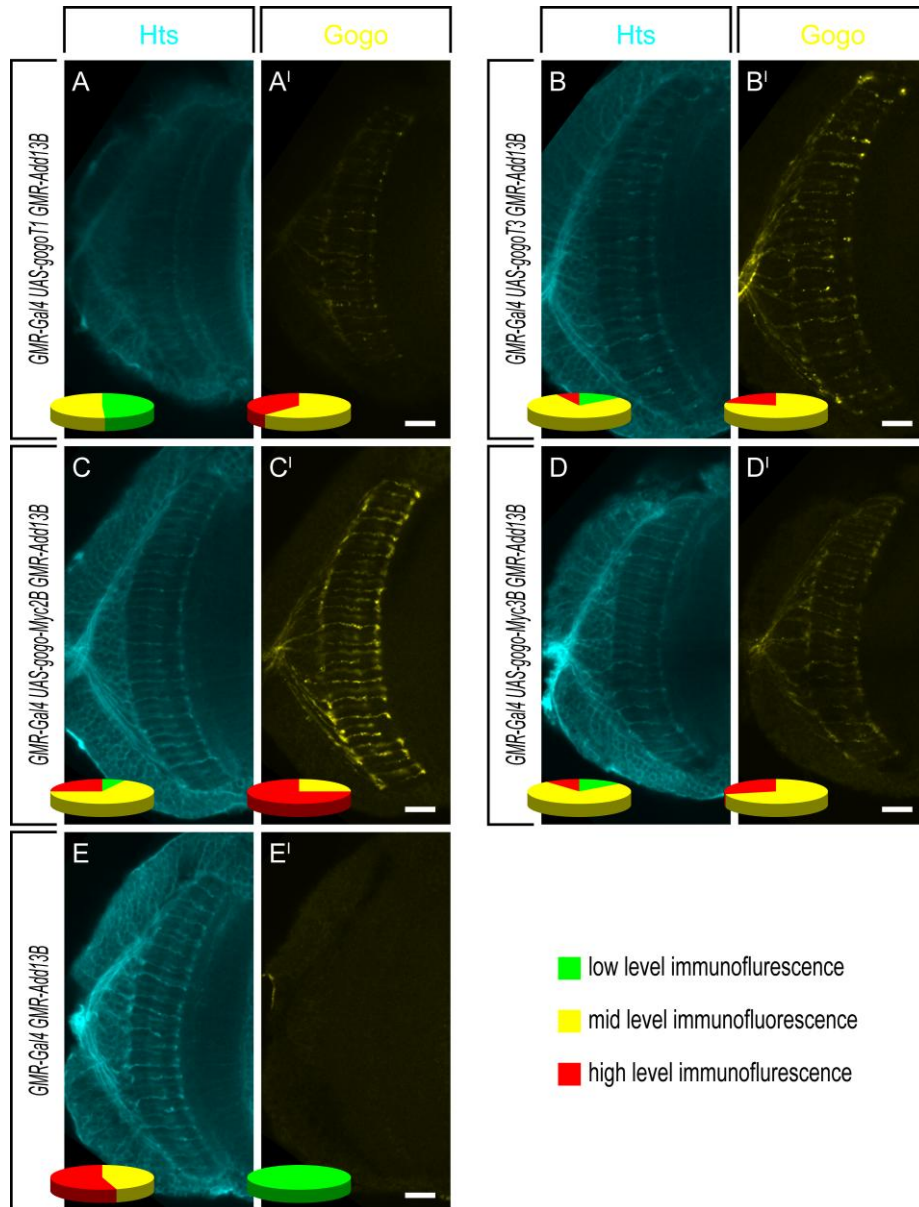 Hts
Gogo
Hts
Gogo
GMR-Gal4 UAS-gogoT1 GMR-Add13B
A
A|
GMR-Gal4 UAS-gogoT3 GMR-Add13B
B
B|
GMR-Gal4 UAS-gogo-Myc2B GMR-Add13B
C
C|
GMR-Gal4 UAS-gogo-Myc3B GMR-Add13B
D
D|
GMR-Gal4 GMR-Add13B
E
E|
low level immunoflurescence
mid level immunofluorescence
high level immunoflurescence